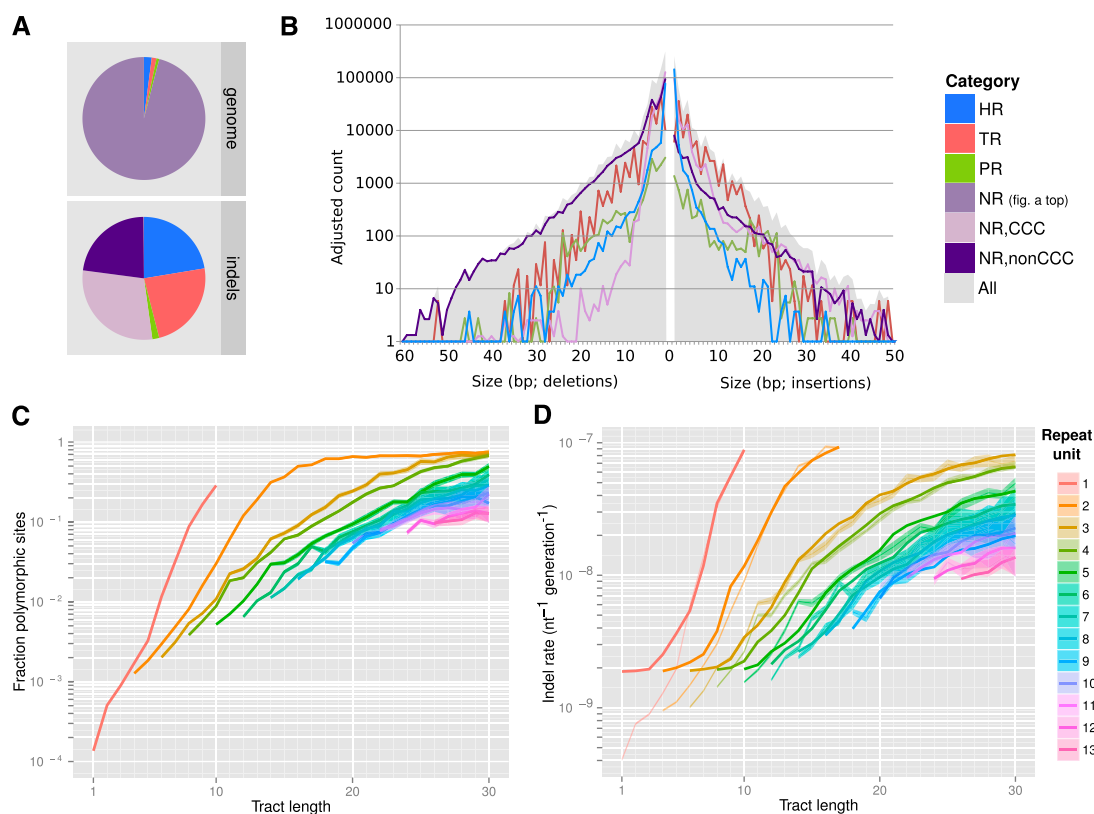 A
genome
indels
B
1000000
100000
10000
1000
100
10
1
Adjusted count
60 50 40 30 20 10 0 10 20 30 40 50
Size (bp; deletions) Size (bp; insertions)
Category
HR
TR
PR
NR (fig. a top)
NR,CCC
NR,nonCCC
All
C
1
10 −1
10 −2
10 −3
10 −4
Fraction polymorphic sites
1 10 20 30
Tract length
D
10 −7
10 −8
10 −9
Indel rate (nt−1 generation-1)
1 10 20 30
Tract length
Repeat
unit
1
2
3
4
5
6
7
8
9
10
11
12
13